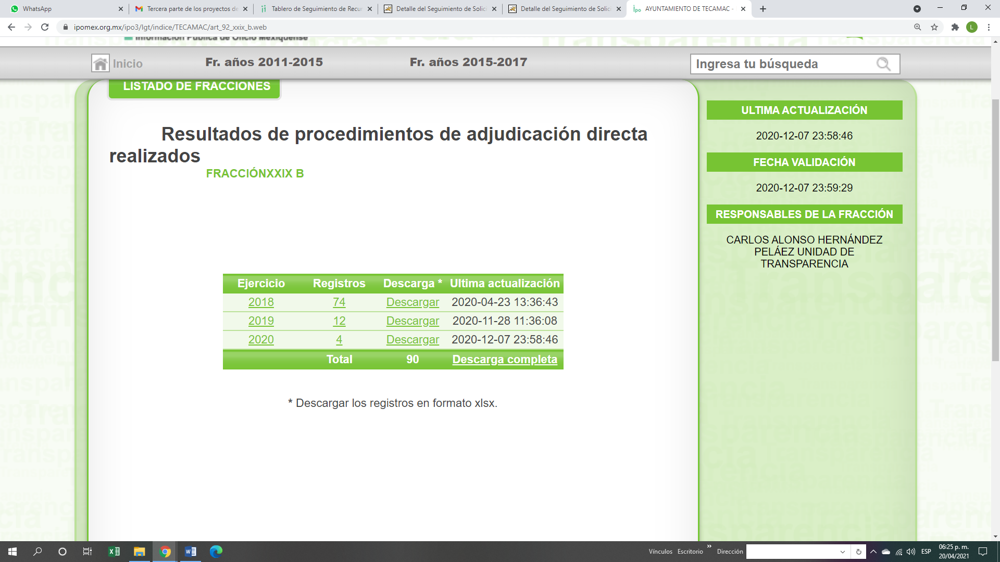 WhatsApp
Tercera parte de los proyectos de
Tablero de Seguimiento de Recur
Detalle del Seguimiento de Solici
Detalle del Seguimiento de Solici
AYUNTAMIENTO DE TECAMAC -
ipomex.org.mx/ipo3/lgt/indice/TECAMAC/art_92_xxix_b.web
L
Información Pública de Oficio Mexiquense
Inicio
Fr. años 2011-2015
Fr. años 2015-2017
Ingresa tu búsqueda
LISTADO DE FRACCIONES
Resultados de procedimientos de adjudicación directa
realizados
FRACCIÓNXXIX B
Ejercicio Registros Descarga * Ultima actualización
2018 74 Descargar 2020-04-23 13:36:43
2019 12 Descargar 2020-11-28 11:36:08
2020 4 Descargar 2020-12-07 23:58:46
Total 90 Descarga completa
* Descargar los registros en formato xlsx.
ULTIMA ACTUALIZACIÓN
2020-12-07 23:58:46
FECHA VALIDACIÓN
2020-12-07 23:59:29
RESPONSABLES DE LA FRACCIÓN
CARLOS ALONSO HERNÁNDEZ
PELÁEZ UNIDAD DE
TRANSPARENCIA
Vínculos Escritorio » Dirección
ESP
06:25 p. m.
20/04/2021